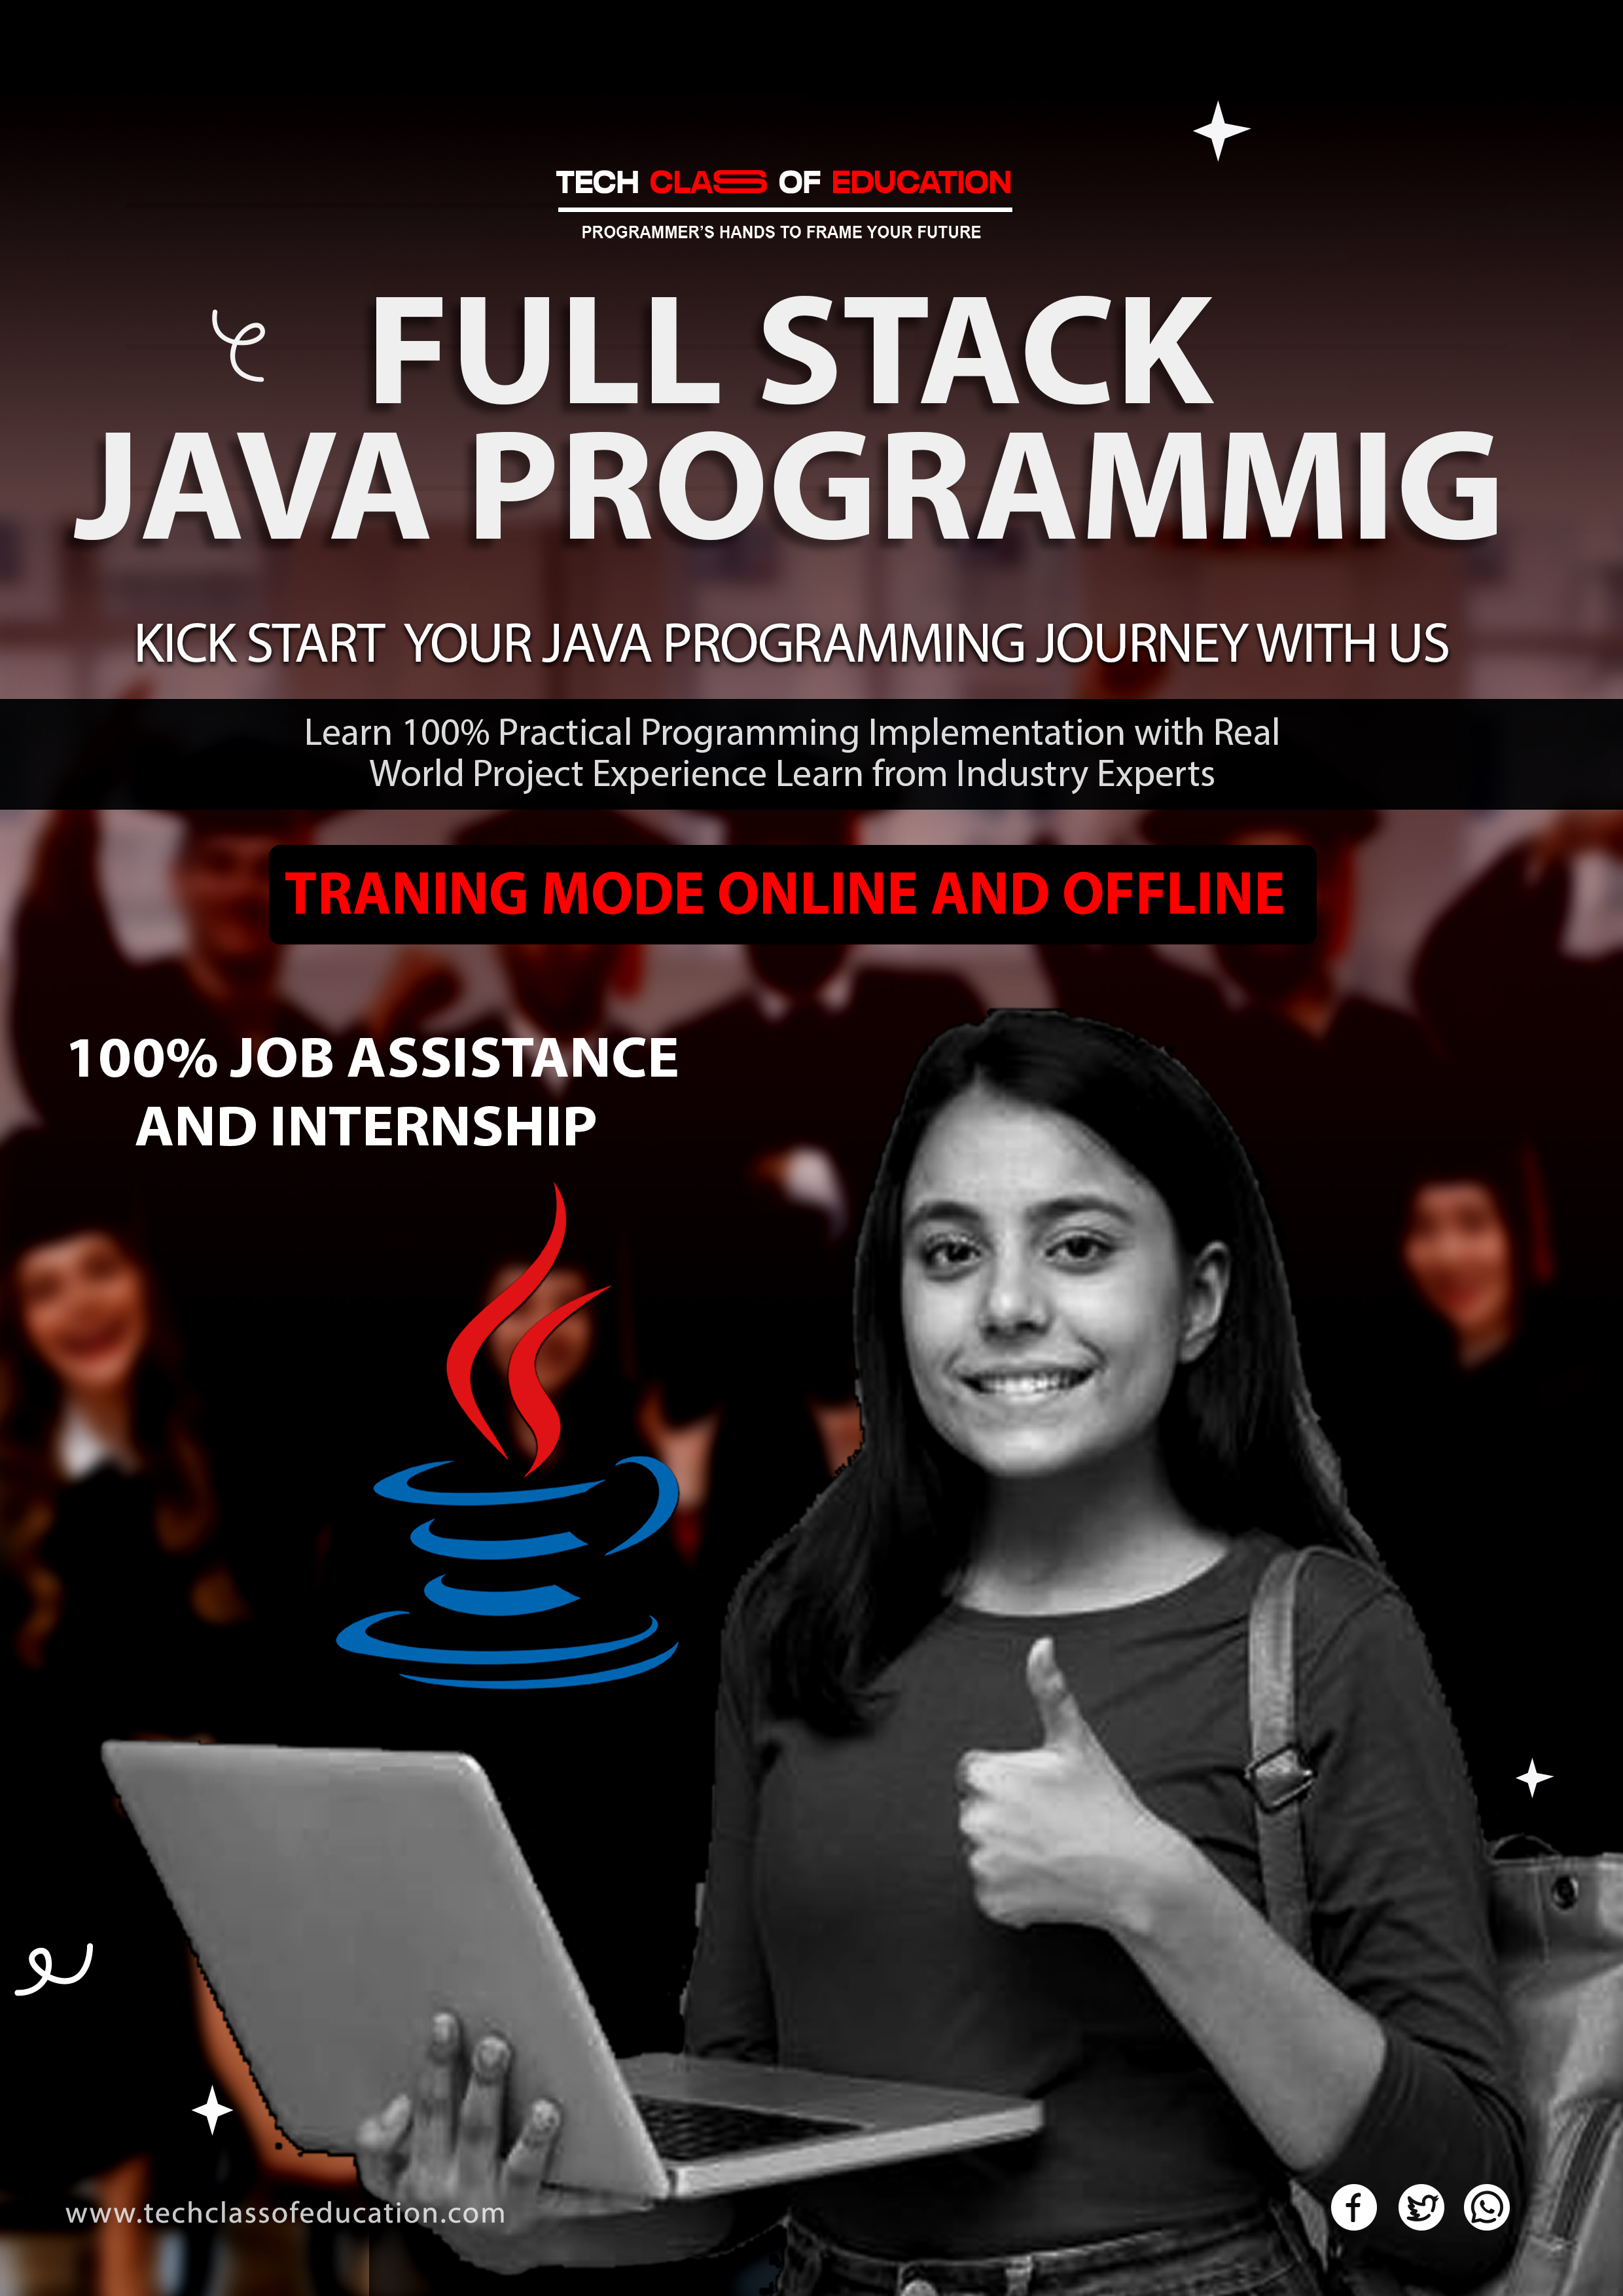 TECH CLASS OF EDUCATION
PROGRAMMER'S HANDS TO FRAME YOUR FUTURE
FULL STACK
JAVA PROGRAMMIG
KICK START YOUR JAVA PROGRAMMING JOURNEY WITH US
Learn 100% Practical Programming Implementation with Real
World Project Experience Learn from Industry Experts
TRANING MODE ONLINE AND OFFLINE
100% JOB ASSISTANCE
AND INTERNSHIP
www.techclassofeducation.com